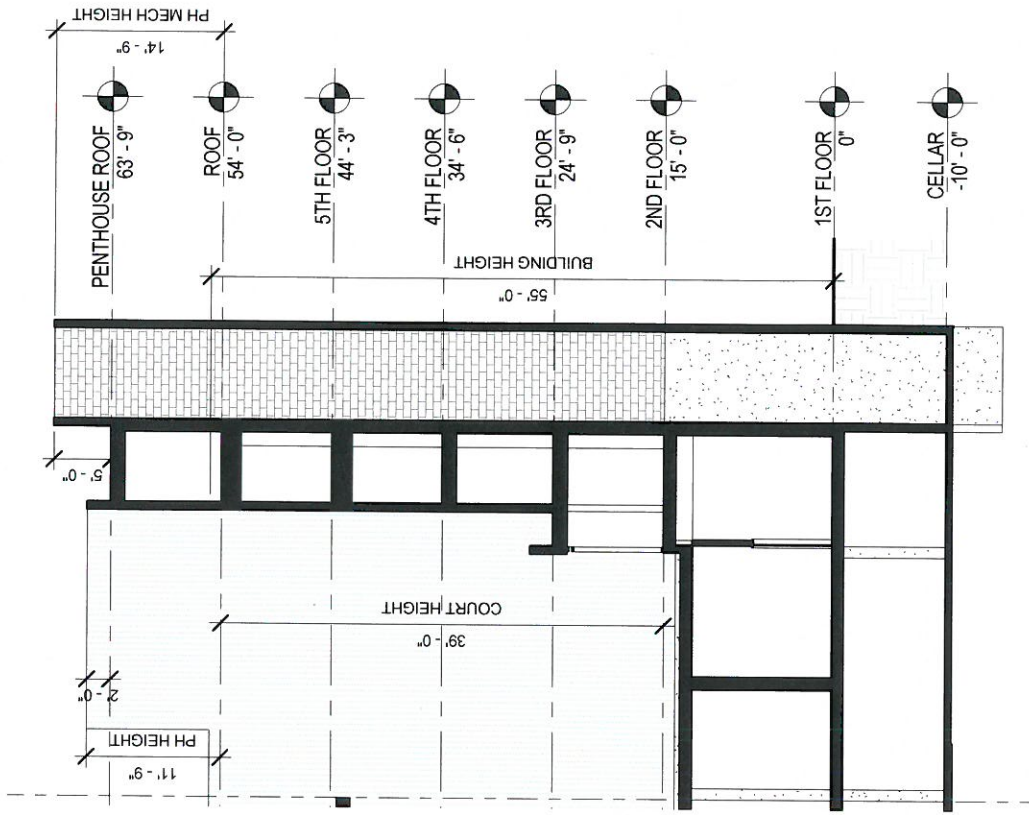 PH MECH HEIGHT
14' - 9"
PENTHOUSE ROOF
63' - 9"
ROOF
54' - 0"
5TH FLOOR
44' - 3"
4TH FLOOR
34' - 6"
3RD FLOOR
24' - 9"
2ND FLOOR
15' - 0"
1ST FLOOR
0"
CELLAR
-10' - 0"
BUILDING HEIGHT
55' - 0"
5' - 0"
COURT HEIGHT
39' - 0"
2' - 0"
PH HEIGHT
11' - 9"